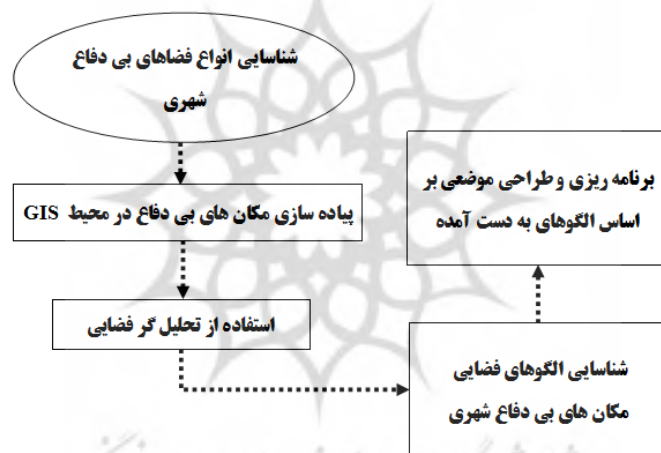 شناسایی انواع فضاهای بی دفاع
شهری
پیاده سازی مکان های بی دفاع در محیط GIS
استفاده از تحلیل گر فضایی
شناسایی الگوهای فضایی
مکان های بی دفاع شهری
برنامه ریزی و طراحی موضعی بر
اساس الگوهای به دست آمده